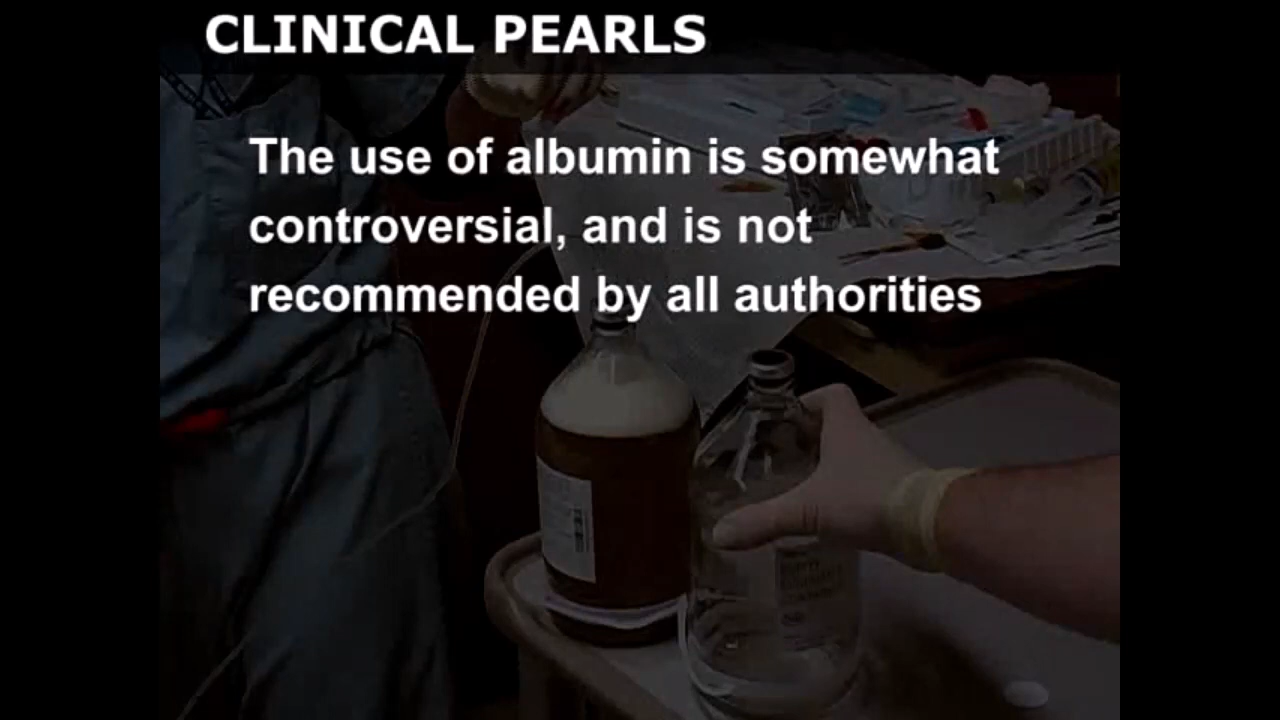 CLINICAL PEARLS
The use of albumin is somewhat
controversial, and is not
recommended by all authorities